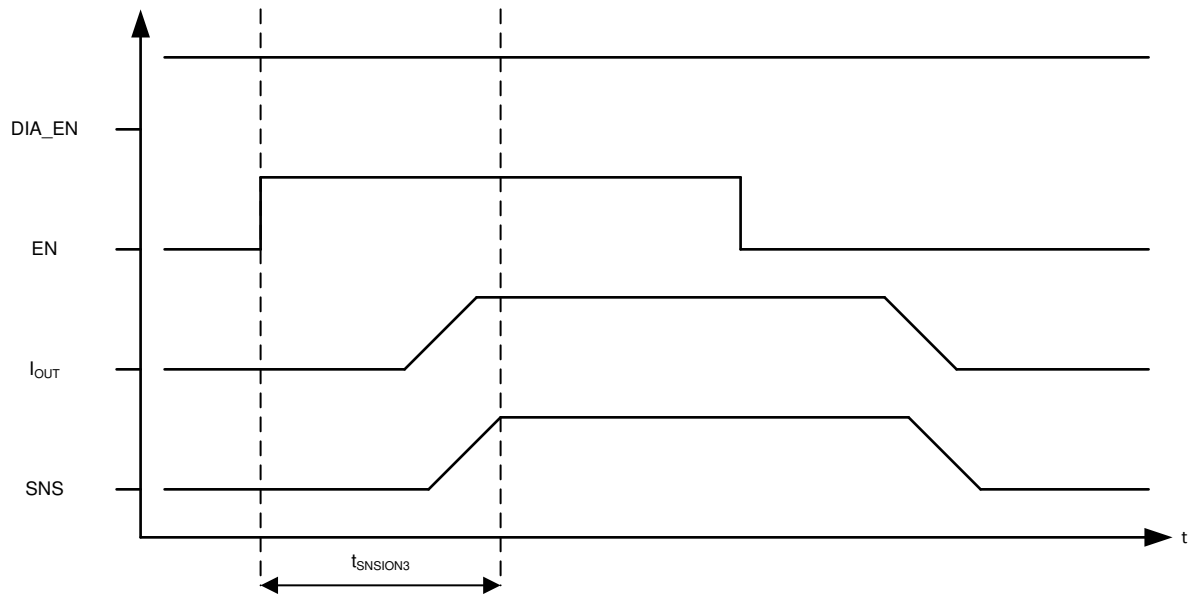 DIA_EN
EN
IOUT
SNS
t
tSNSION3